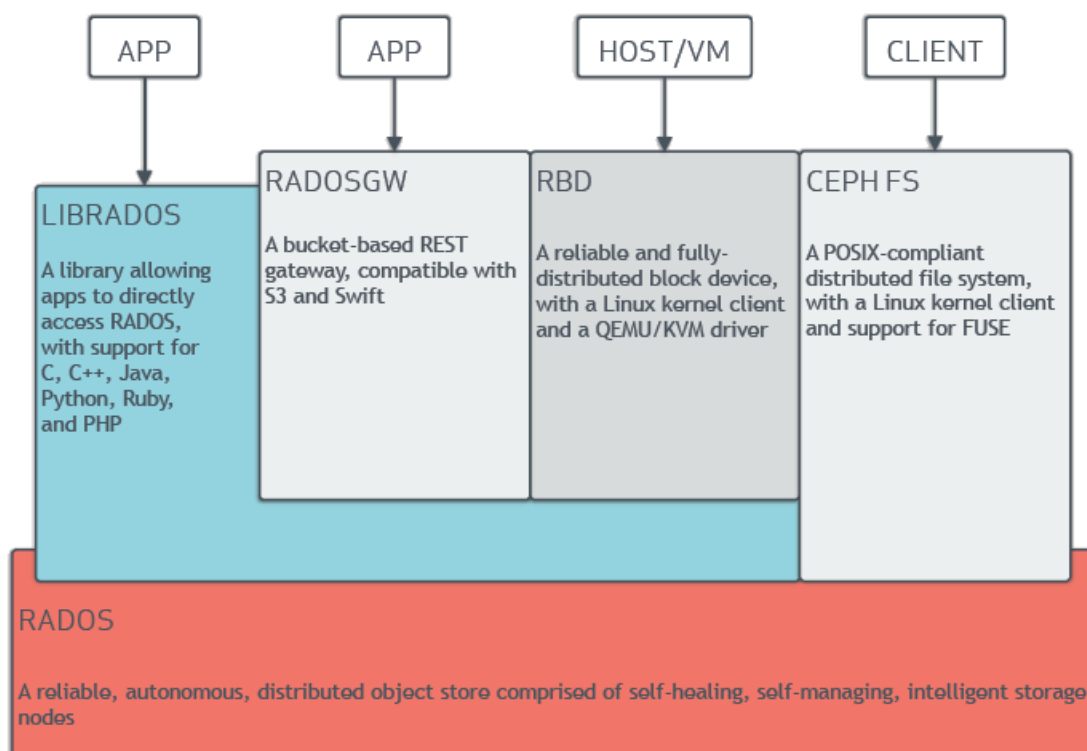 APP
APP
HOST/VM
CLIENT
LIBRADOS
A library allowing
apps to directly
access RADOS,
with support for
C, C++, Java,
Python, Ruby,
and PHP
RADOSGW
A bucket-based REST
gateway, compatible with
S3 and Swift
RBD
A reliable and fully-
distributed block device,
with a Linux kernel client
and a QEMU/KVM driver
CEPH FS
A POSIX-compliant
distributed file system,
with a Linux kernel client
and support for FUSE
RADOS
A reliable, autonomous, distributed object store comprised of self-healing, self-managing, intelligent storage
nodes